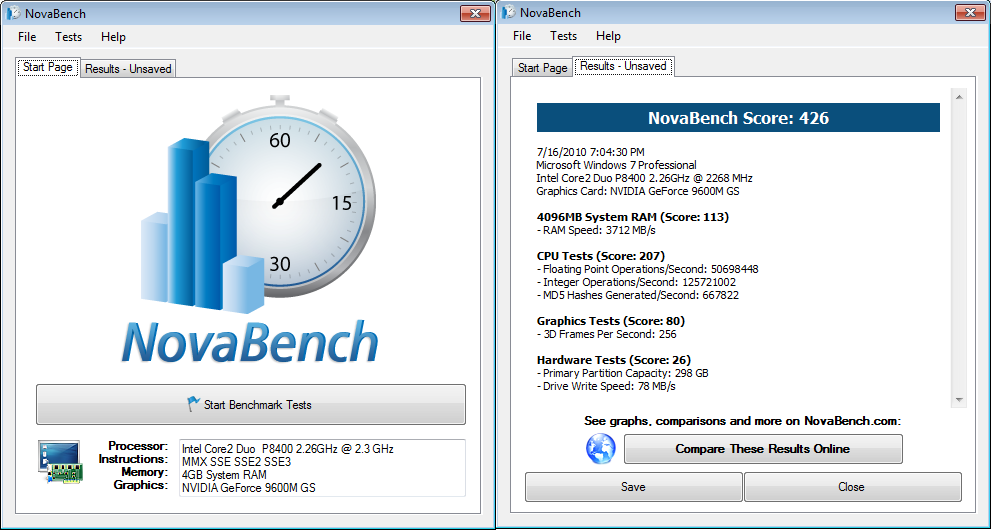 NovaBench
File Tests Help
Start Page Results - Unsaved
60
15
30
NovaBench
Start Benchmark Tests
Processor: Intel Core2 Duo P8400 2.26GHz @ 2.3 GHz
Instructions: MMX SSE SSE2 SSE3
Memory: 4GB System RAM
Graphics: NVIDIA GeForce 9600M GS
NovaBench
File Tests Help
Start Page Results - Unsaved
NovaBench Score: 426
7/16/2010 7:04:30 PM
Microsoft Windows 7 Professional
Intel Core2 Duo P8400 2.26GHz @ 2268 MHz
Graphics Card: NVIDIA GeForce 9600M GS
4096MB System RAM (Score: 113)
- RAM Speed: 3712 MB/s
CPU Tests (Score: 207)
- Floating Point Operations/Second: 50698448
- Integer Operations/Second: 125721002
- MD5 Hashes Generated/Second: 667822
Graphics Tests (Score: 80)
- 3D Frames Per Second: 256
Hardware Tests (Score: 26)
- Primary Partition Capacity: 298 GB
- Drive Write Speed: 78 MB/s
See graphs, comparisons and more on NovaBench.com:
Compare These Results Online
Save Close